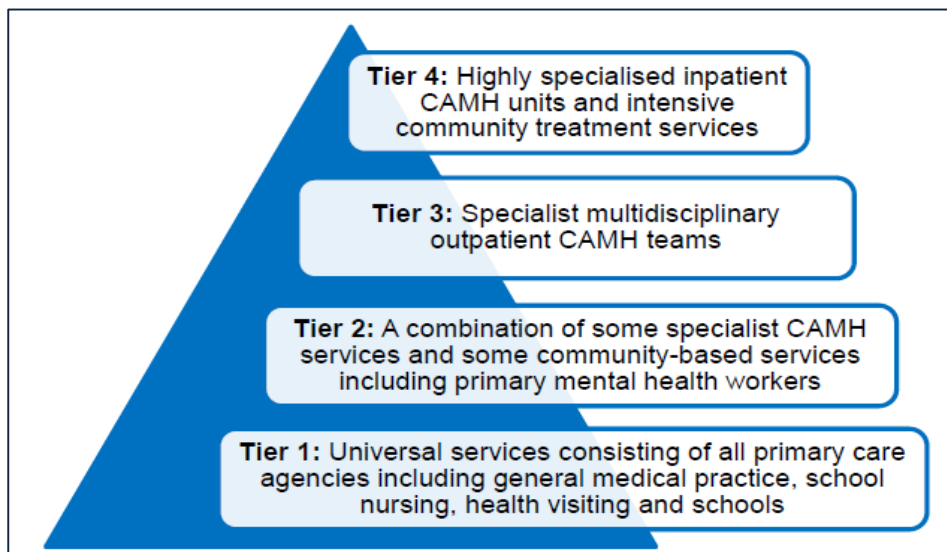 Tier 4: Highly specialised inpatient
CAMH units and intensive
community treatment services
Tier 3: Specialist multidisciplinary
outpatient CAMH teams
Tier 2: A combination of some specialist CAMH
services and some community-based services
including primary mental health workers
Tier 1: Universal services consisting of all primary care
agencies including general medical practice, school
nursing, health visiting and schools